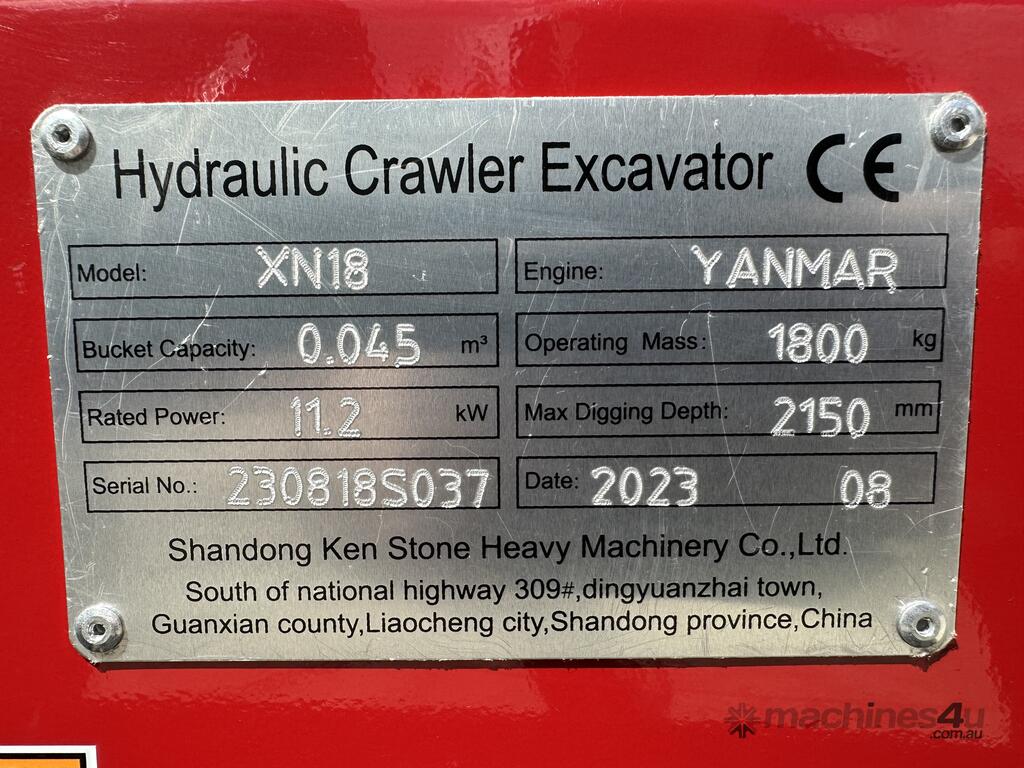 Hydraulic Crawler Excavator CE
Model: XN18 Engine: YANMAR
Bucket Capacity: 0.045 m³ Operating Mass: 1800 kg
Rated Power: 11.2 kW Max Digging Depth: 2150 mm
Serial No.: 230818S037 Date: 2023 08
Shandong Ken Stone Heavy Machinery Co.,Ltd.
South of national highway 309#,dingyuanzhai town,
Guanxian county,Liaocheng city,Shandong province,China
machines4u
.com.au